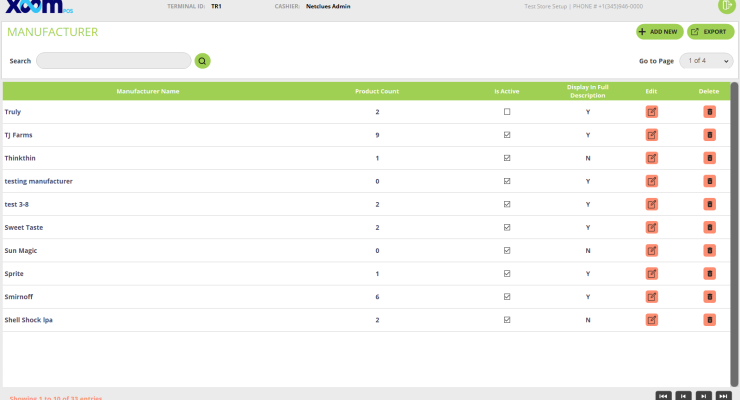 XOOM POS
TERMINAL ID: TR1 CASHIER: Netclues Admin Test Store Setup | PHONE # +1(345)946-0000
MANUFACTURER
ADD NEW EXPORT
Search Go to Page 1 of 4
Manufacturer Name Product Count Is Active Display In Full Description Edit Delete
Truly 2 Y
TJ Farms 9 Y
Thinkthin 1 N
testing manufacturer 0 Y
test 3-8 2 Y
Sweet Taste 2 Y
Sun Magic 0 N
Sprite 1 Y
Smirnoff 6 Y
Shell Shock Ipa 2 N
Showing 1 to 10 of 33 entries